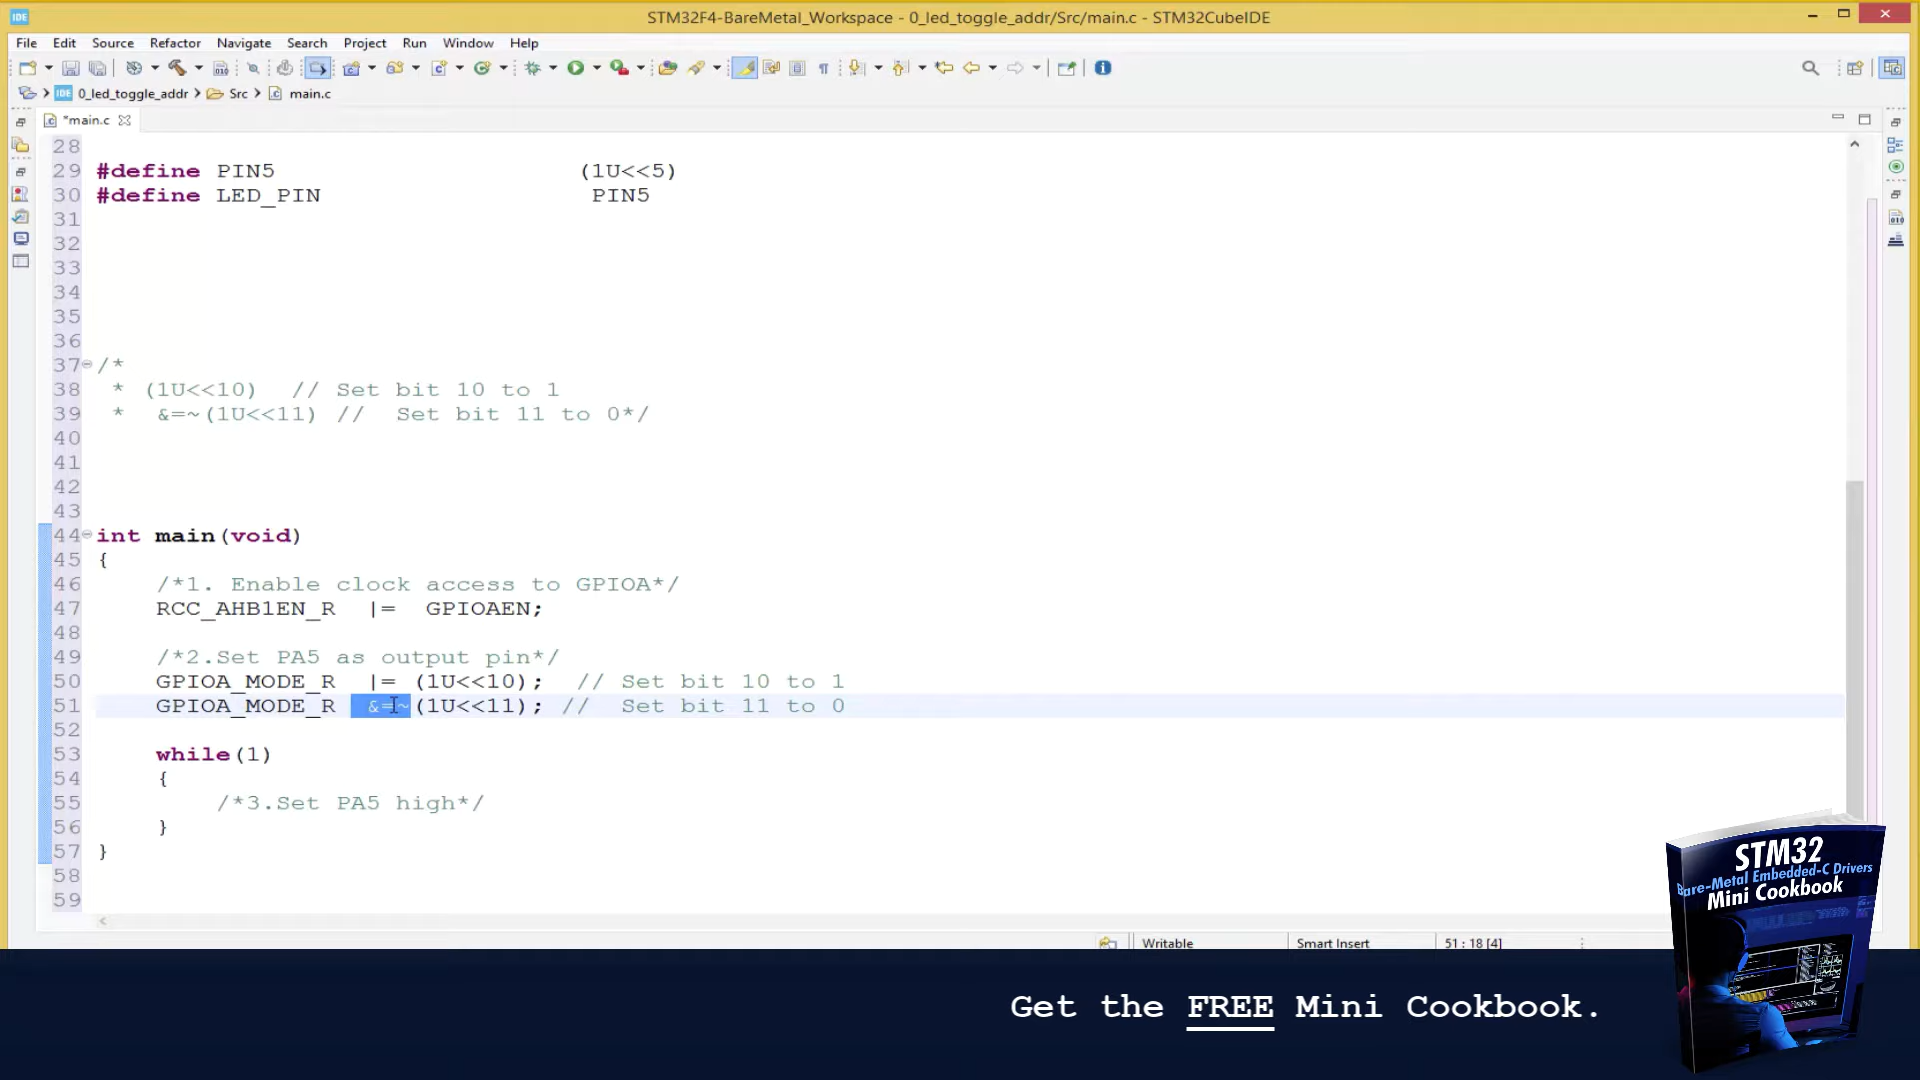 IDE
STM32F4-BareMetal_Workspace - 0_led_toggle_addr/Src/main.c - STM32CubeIDE
File Edit Source Refactor Navigate Search Project Run Window Help
IDE 0_led_toggle_addr Src main.c
*main.c
28
29 #define PIN5 (1U<<5)
30 #define LED_PIN PIN5
31
32
33
34
35
36
37 /*
38 * (1U<<10) // Set bit 10 to 1
39 * &=~(1U<<11) // Set bit 11 to 0*/
40
41
42
43
44 int main(void)
45 {
46 /*1. Enable clock access to GPIOA*/
47 RCC_AHB1EN_R |= GPIOAEN;
48
49 /*2.Set PA5 as output pin*/
50 GPIOA_MODE_R |= (1U<<10); // Set bit 10 to 1
51 GPIOA_MODE_R &=~(1U<<11); // Set bit 11 to 0
52
53 while(1)
54 {
55 /*3.Set PA5 high*/
56 }
57 }
58
59
Writable Smart Insert 51 : 18 [4]
STM32
Bare-Metal Embedded-C Drivers
Mini Cookbook
Get the FREE Mini Cookbook.